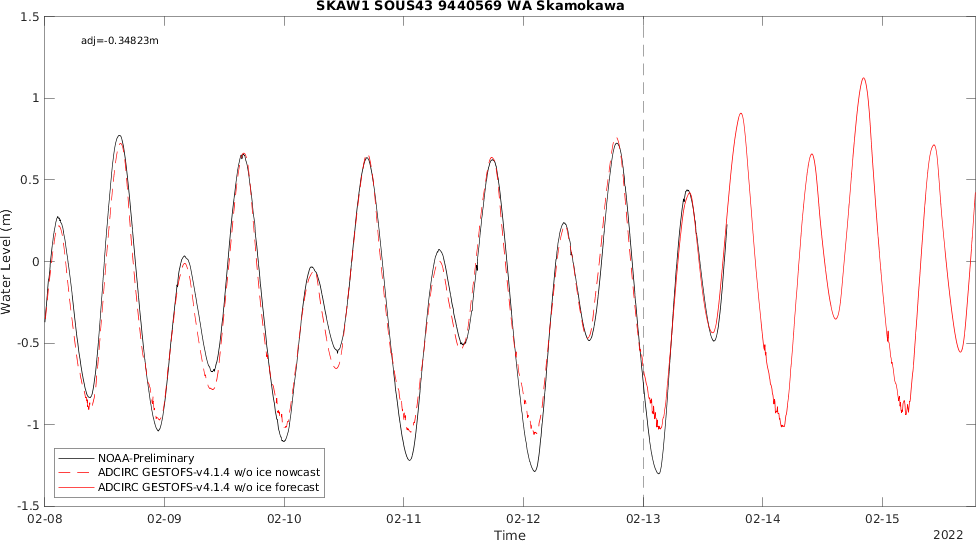 SKAW1 SOUS43 9440569 WA Skamokawa
adj=-0.34823m
1.5
1
0.5
0
-0.5
-1
-1.5
Water Level (m)
NOAA-Preliminary
ADCIRC GESTOFS-v4.1.4 w/o ice nowcast
ADCIRC GESTOFS-v4.1.4 w/o ice forecast
02-08 02-09 02-10 02-11 02-12 02-13 02-14 02-15
Time
2022